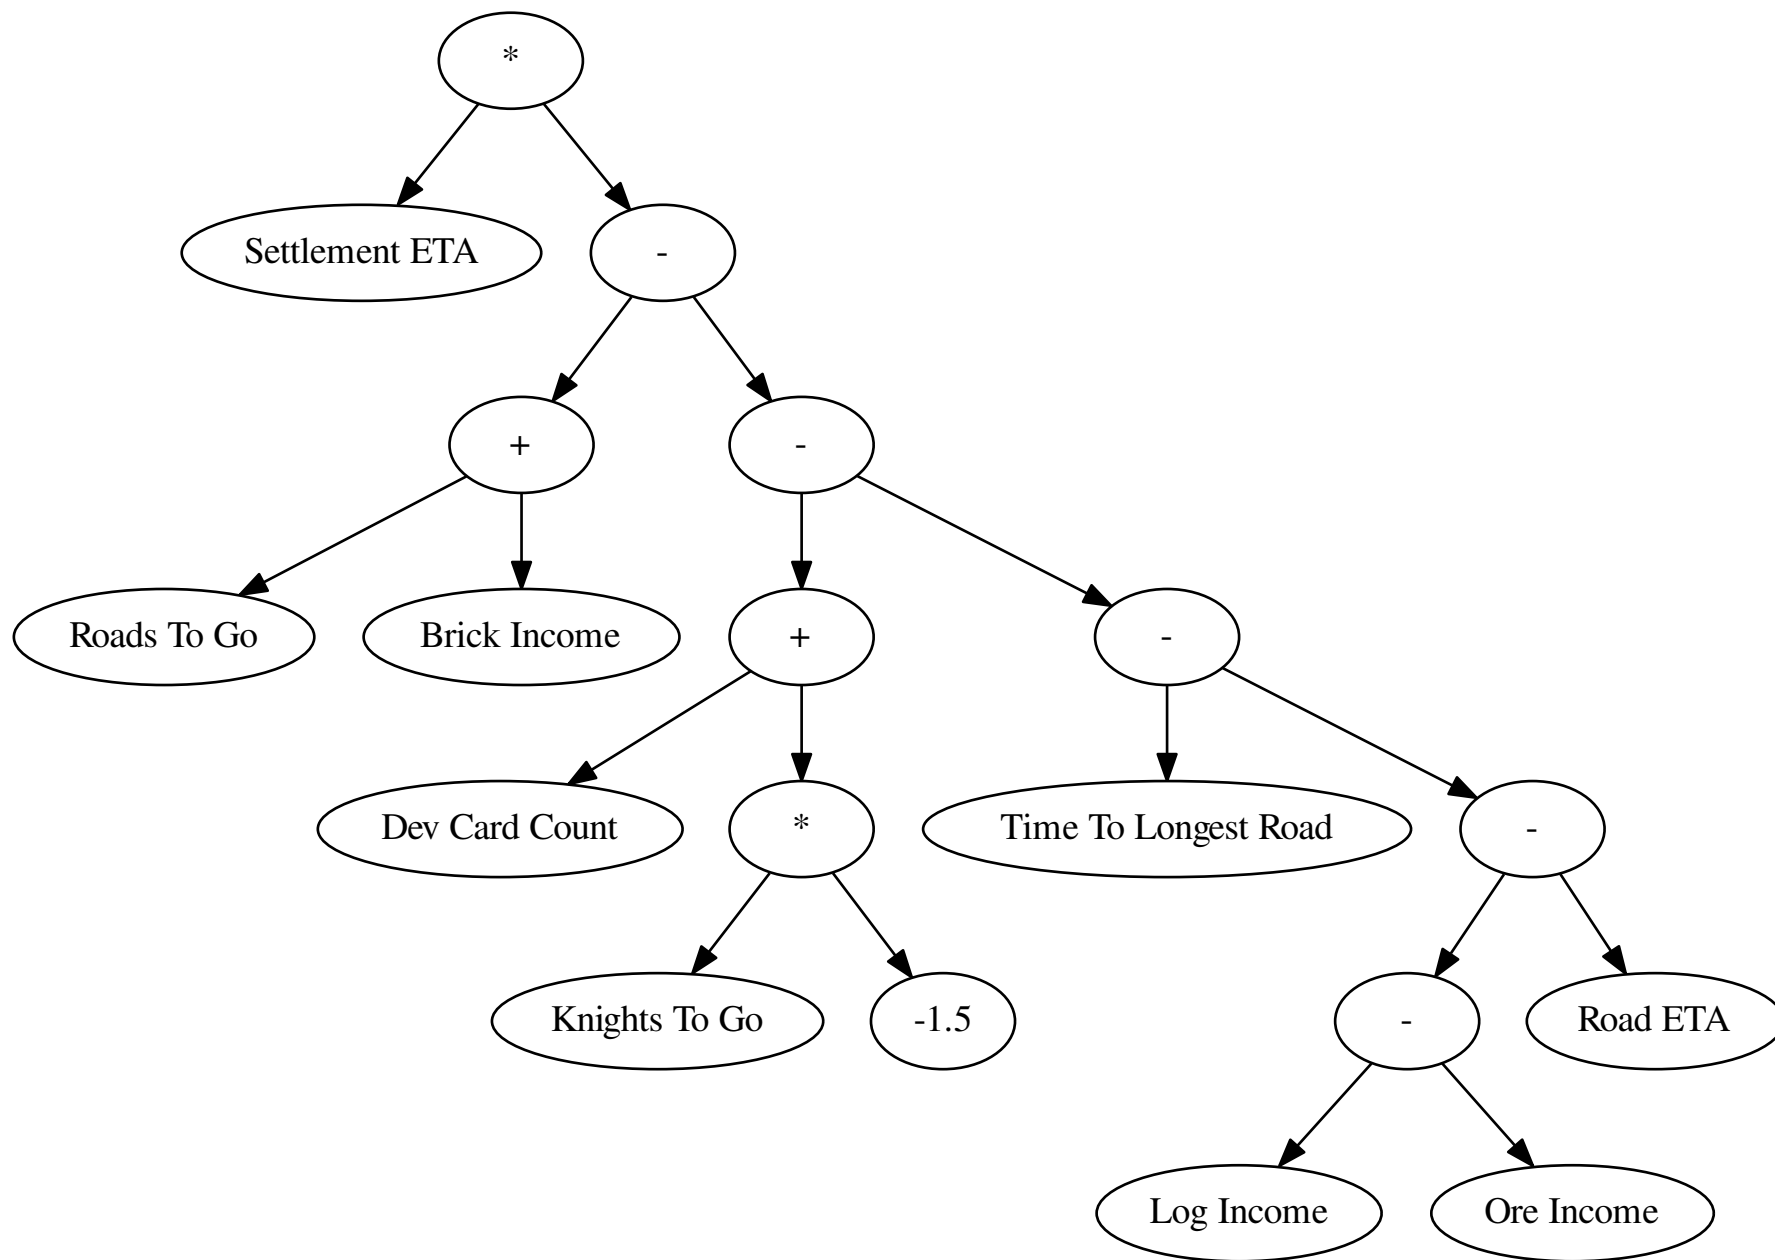 *
Settlement ETA
-
+
-
Roads To Go
Brick Income
+
-
Dev Card Count
*
Time To Longest Road
-
Knights To Go
-1.5
-
Road ETA
Log Income
Ore Income